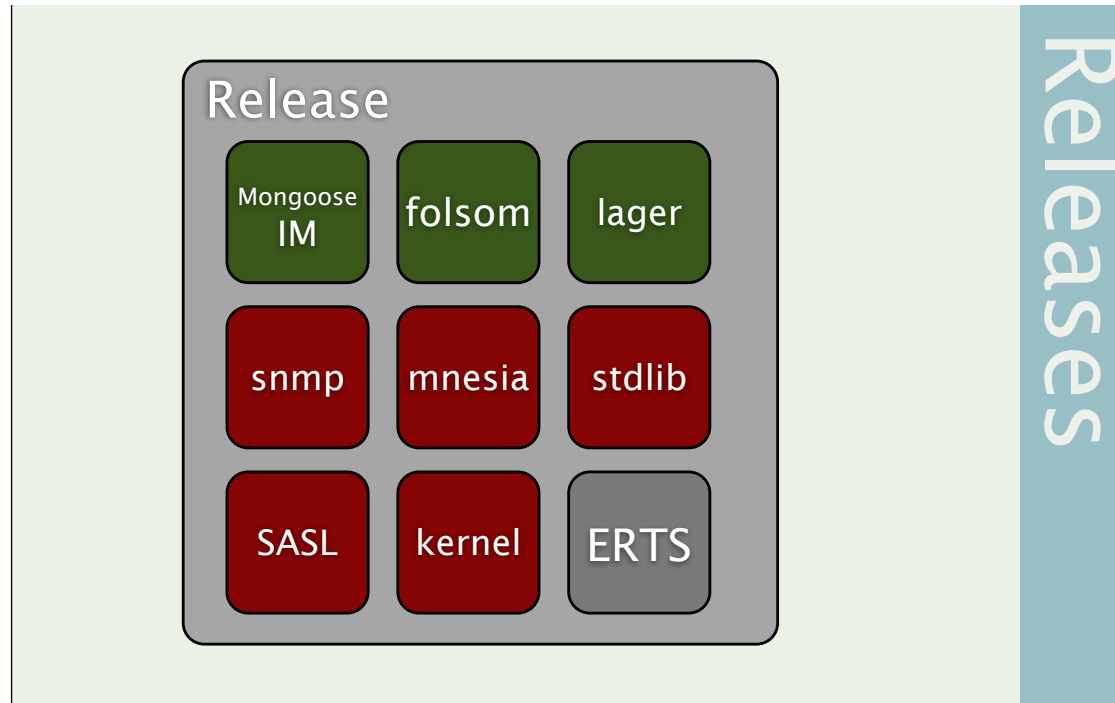 Release
Mongoose
IM
folsom
lager
snmp
mnesia
stdlib
SASL
kernel
ERTS
Releases